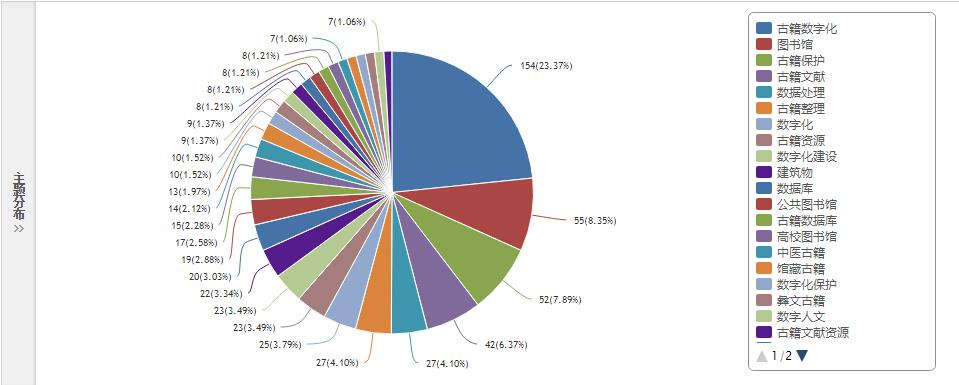 主题分布 >>
7(1.06%)
7(1.06%)
8(1.21%)
8(1.21%)
8(1.21%)
8(1.21%)
9(1.37%)
9(1.37%)
10(1.52%)
10(1.52%)
13(1.97%)
14(2.12%)
15(2.28%)
17(2.58%)
19(2.88%)
20(3.03%)
22(3.34%)
23(3.49%)
23(3.49%)
25(3.79%)
27(4.10%)
27(4.10%)
42(6.37%)
52(7.89%)
55(8.35%)
154(23.37%)
古籍数字化
图书馆
古籍保护
古籍文献
数据处理
古籍整理
数字化
古籍资源
数字化建设
建筑物
数据库
公共图书馆
古籍数据库
高校图书馆
中医古籍
馆藏古籍
数字化保护
彝文古籍
数字人文
古籍文献资源
1/2